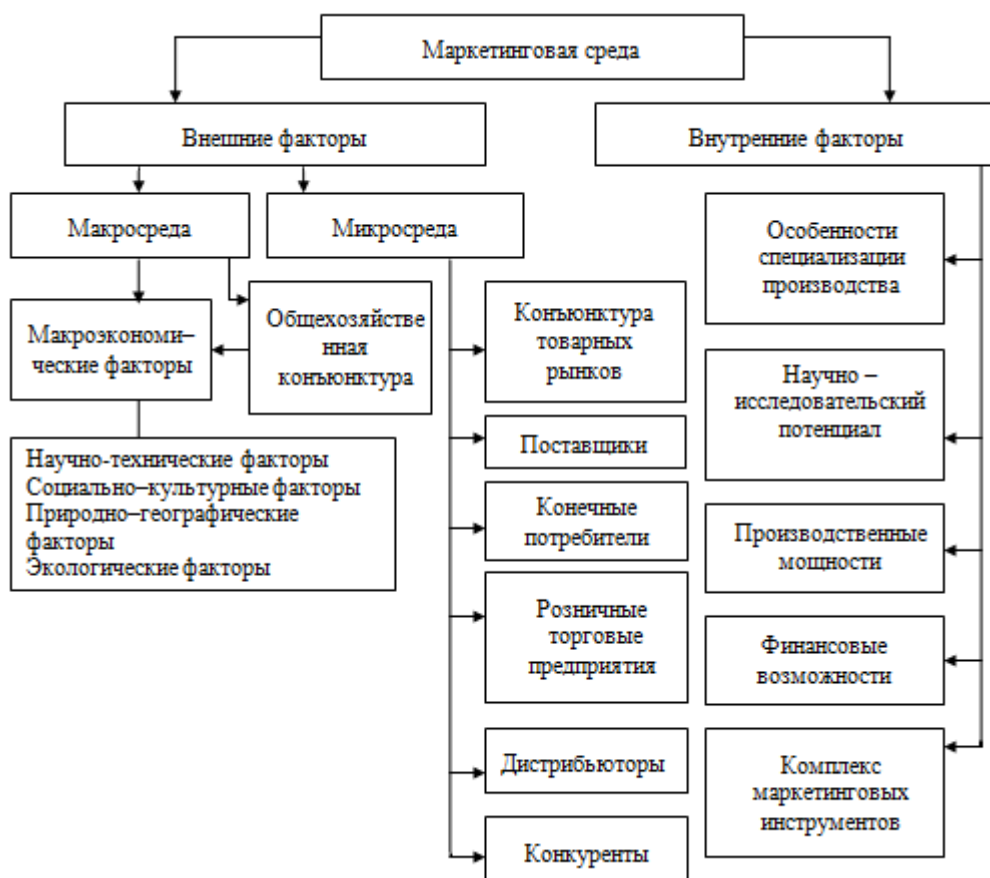 Маркетинговая среда
Внешние факторы
Внутренние факторы
Макросреда
Микросреда
Макроэкономи–
ческие факторы
Общехозяйстве
нная
конъюнктура
Научно-технические факторы
Социально–культурные факторы
Природно–географические
факторы
Экологические факторы
Конъюнктура
товарных
рынков
Поставщики
Конечные
потребители
Розничные
торговые
предприятия
Дистрибьюторы
Конкуренты
Особенности
специализации
производства
Научно –
исследовательский
потенциал
Производственные
мощности
Финансовые
возможности
Комплекс
маркетинговых
инструментов